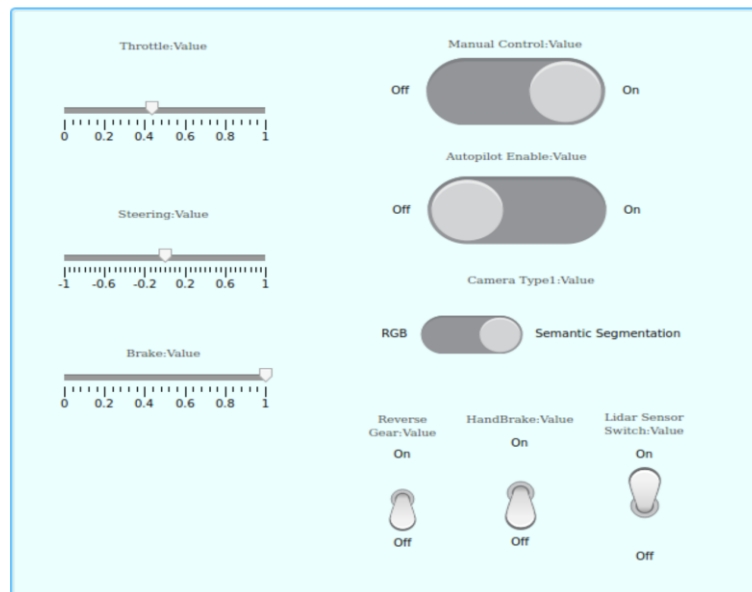 Throttle:Value
0 0.2 0.4 0.6 0.8 1
Steering:Value
-1 -0.6 -0.2 0.2 0.6 1
Brake:Value
0 0.2 0.4 0.6 0.8 1
Manual Control:Value
Off On
Autopilot Enable:Value
Off On
Camera Type1:Value
RGB Semantic Segmentation
Reverse
Gear:Value
On
Off
HandBrake:Value
On
Off
Lidar Sensor
Switch:Value
On
Off